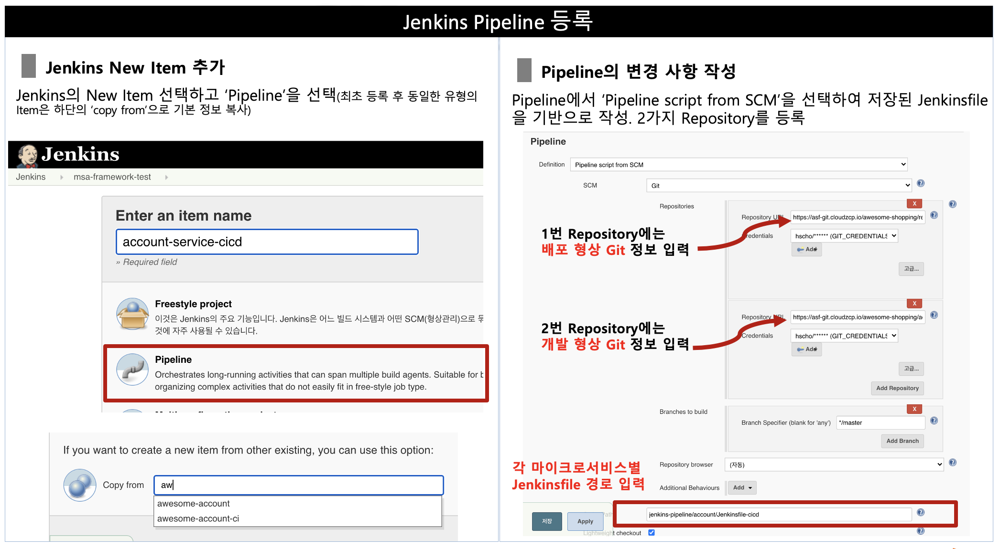 Jenkins Pipeline 등록
Jenkins New Item 추가
Jenkins의 New Item 선택하고 ‘Pipeline’을 선택(최초 등록 후 동일한 유형의
Item은 하단의 ‘copy from’으로 기본 정보 복사)
Jenkins
Jenkins
msa-framework-test
Enter an item name
account-service-cicd
» Required field
Freestyle project
이것은 Jenkins의 주요 기능입니다. Jenkins은 어느 빌드 시스템과 어떤 SCM(형상관리)으로
것에 자주 사용될 수 있습니다.
Pipeline
Orchestrates long-running activities that can span multiple build agents. Suitable for
organizing complex activities that do not easily fit in free-style job type.
If you want to create a new item from other existing, you can use this option:
Copy from
aw
awesome-account
awesome-account-ci
Pipeline의 변경 사항 작성
Pipeline에서 ‘Pipeline script from SCM’을 선택하여 저장된 Jenkinsfile
을 기반으로 작성. 2가지 Repository를 등록
Pipeline
Definition
Pipeline script from SCM
SCM
Git
Repositories
X
Repository URL
https://asf-git.cloudzcp.io/awesome-shopping/re
1번 Repository에는
배포 형상 Git 정보 입력
Credentials
hscho/****** (GIT_CREDENTIALS
Add
고급...
X
Repository URL
https://asf-git.cloudzcp.io/awesome-shopping/a
2번 Repository에는
개발 형상 Git 정보 입력
Credentials
hscho/****** (GIT_CREDENTIALS
Add
고급...
Add Repository
Branches to build
X
Branch Specifier (blank for 'any')
*/master
Add Branch
각 마이크로서비스별
Jenkinsfile 경로 입력
Repository browser
(자동)
Additional Behaviours
Add
Path
jenkins-pipeline/account/Jenkinsfile-cicd
저장
Apply
Lightweight checkout